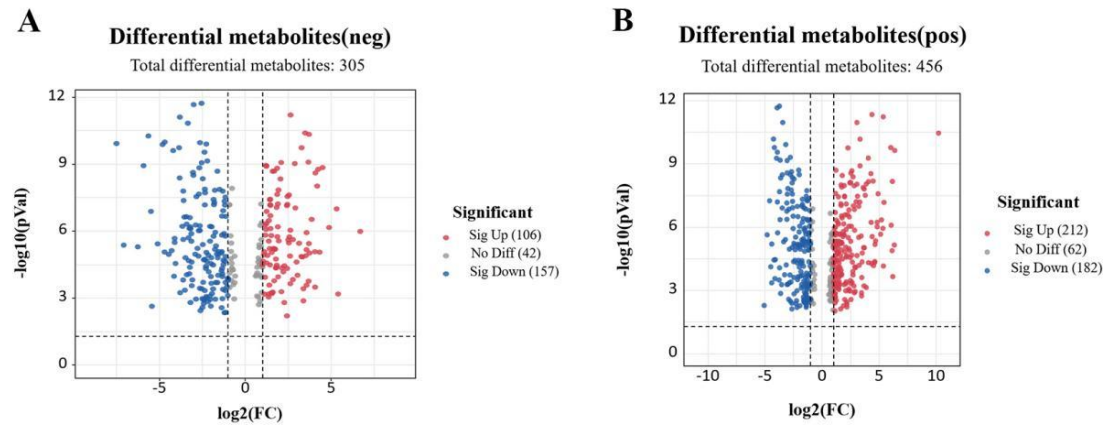 A
Differential metabolites(neg)
Total differential metabolites: 305
12
9
6
3
0
-5
0
5
-log10(pVal)
log2(FC)
Significant
Sig Up (106)
No Diff (42)
Sig Down (157)
B
Differential metabolites(pos)
Total differential metabolites: 456
12
9
6
3
0
-10
-5
0
5
10
-log10(pVal)
log2(FC)
Significant
Sig Up (212)
No Diff (62)
Sig Down (182)